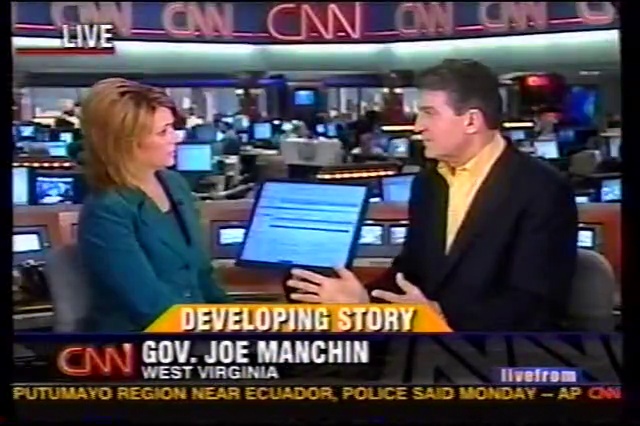 CNN CNN CNN CNN CNN
LIVE
DEVELOPING STORY
CNN GOV. JOE MANCHIN
WEST VIRGINIA
livefrom
PUTUMAYO REGION NEAR ECUADOR, POLICE SAID MONDAY – AP CNN